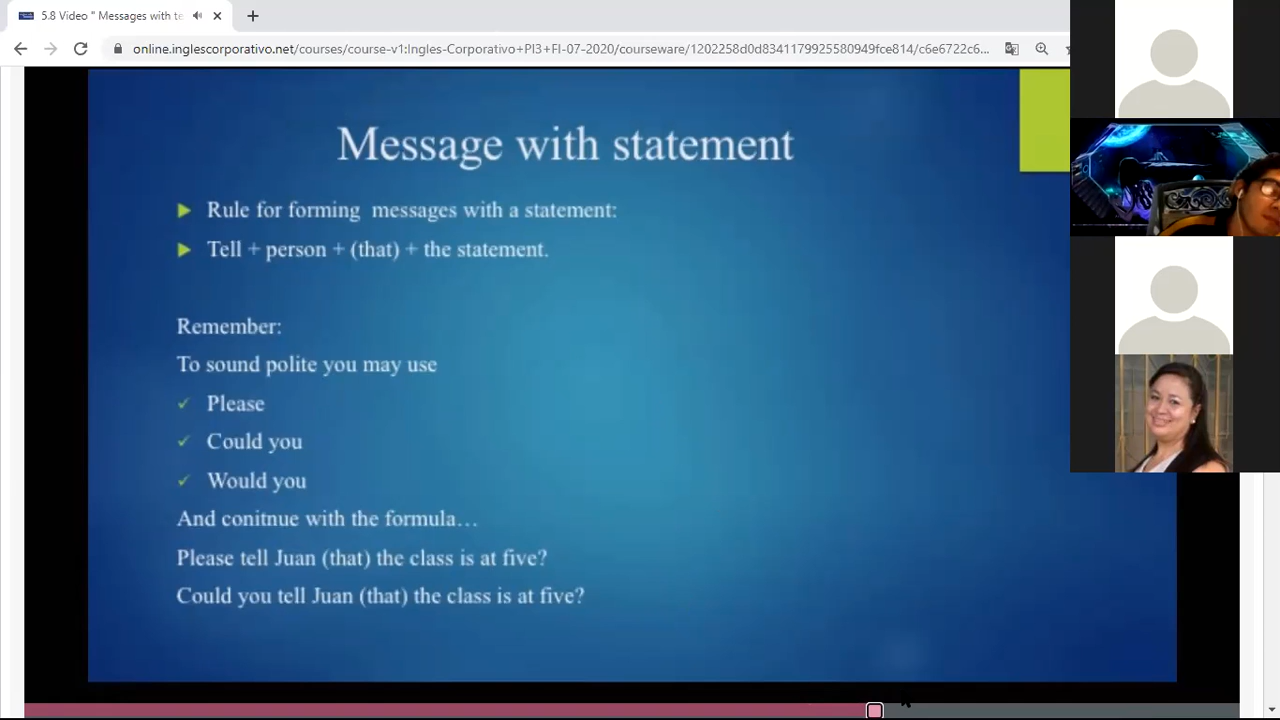 5.8 Video " Messages with te
online.inglescorporativo.net/courses/course-v1:Ingles-Corporativo+PI3+FI-07-2020/courseware/1202258d0d8341179925580949fce814/c6e6722c6...
Message with statement
Rule for forming messages with a statement:
Tell + person + (that) + the statement.
Remember:
To sound polite you may use
Please
Could you
Would you
And conitnue with the formula…
Please tell Juan (that) the class is at five?
Could you tell Juan (that) the class is at five?